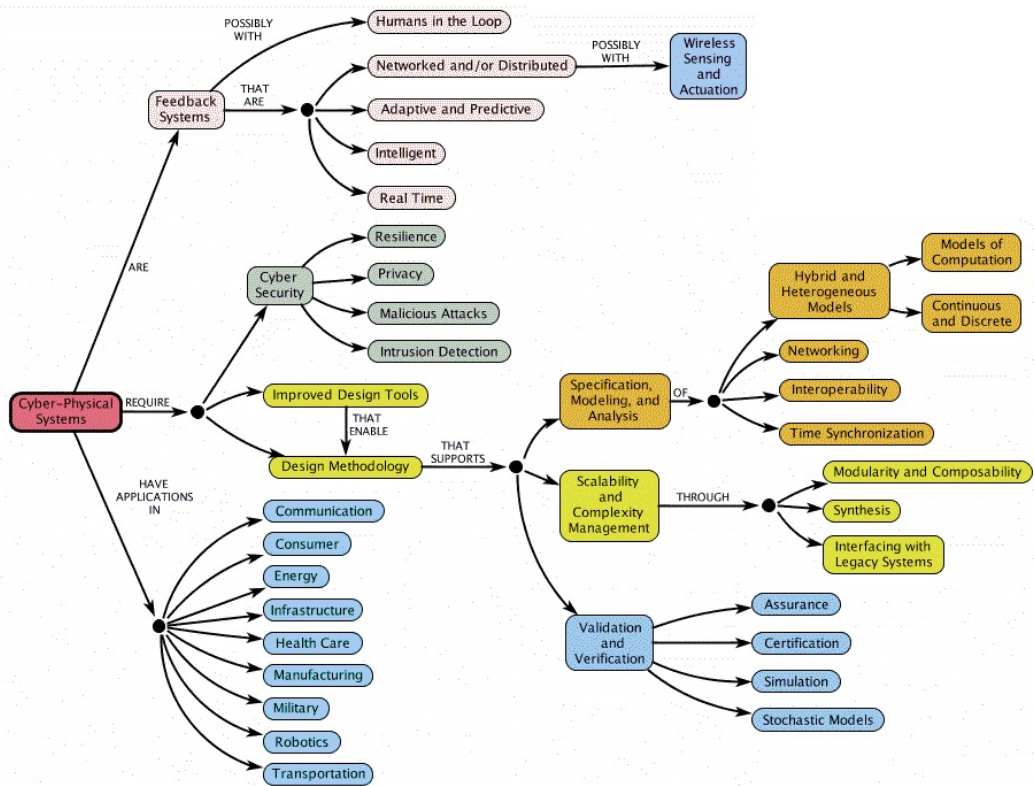 POSSIBLY
WITH
Humans in the Loop
Networked and/or Distributed
POSSIBLY
WITH
Wireless
Sensing
and
Actuation
Feedback
Systems
THAT
ARE
Adaptive and Predictive
Intelligent
Real Time
ARE
Cyber
Security
Resilience
Privacy
Malicious Attacks
Intrusion Detection
Cyber-Physical
Systems
REQUIRE
Improved Design Tools
THAT
ENABLE
Design Methodology
THAT
SUPPORTS
Specification,
Modeling, and
Analysis
OF
Hybrid and
Heterogeneous
Models
Models of
Computation
Continuous
and Discrete
Networking
Interoperability
Time Synchronization
Scalability
and
Complexity
Management
THROUGH
Modularity and Composability
Synthesis
Interfacing with
Legacy Systems
Validation
and
Verification
Assurance
Certification
Simulation
Stochastic Models
HAVE
APPLICATIONS
IN
Communication
Consumer
Energy
Infrastructure
Health Care
Manufacturing
Military
Robotics
Transportation